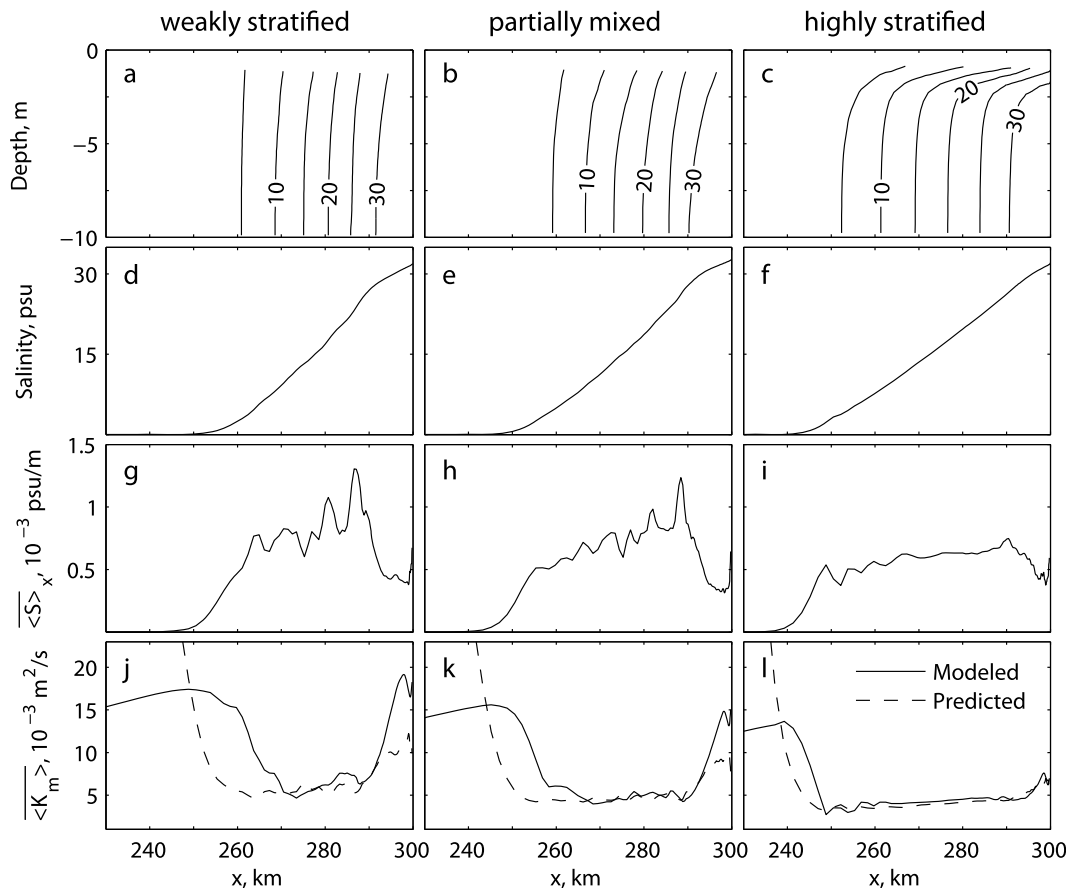 weakly stratified partially mixed highly stratified
0
−5
−10
Depth, m
a
10
20
30
b
10
20
30
c
10
20
30
30
15
Salinity, psu
d
e
f
1.5
1
0.5
<S>x, 10−3 psu/m
g
h
i
20
15
10
5
<Km>, 10−3 m2/s
j
k
l
Modeled
Predicted
240 260 280 300 240 260 280 300 240 260 280 300
x, km x, km x, km